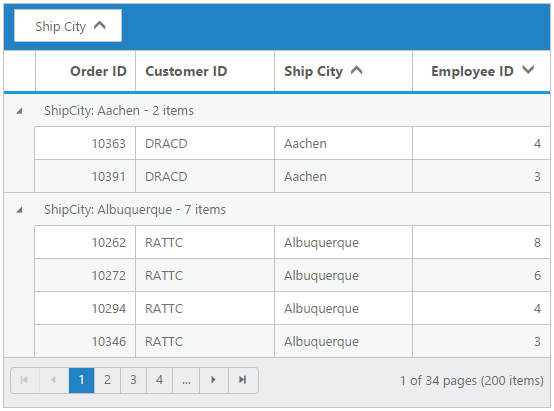 Ship City
Order ID Customer ID Ship City Employee ID
ShipCity: Aachen - 2 items
10363 DRACD Aachen 4
10391 DRACD Aachen 3
ShipCity: Albuquerque - 7 items
10262 RATTC Albuquerque 8
10272 RATTC Albuquerque 6
10294 RATTC Albuquerque 4
10346 RATTC Albuquerque 3
1 2 3 4 ... 1 of 34 pages (200 items)